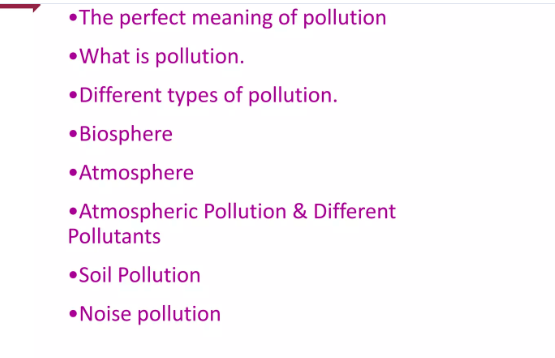 •The perfect meaning of pollution
•What is pollution.
•Different types of pollution.
•Biosphere
•Atmosphere
•Atmospheric Pollution & Different
Pollutants
•Soil Pollution
•Noise pollution